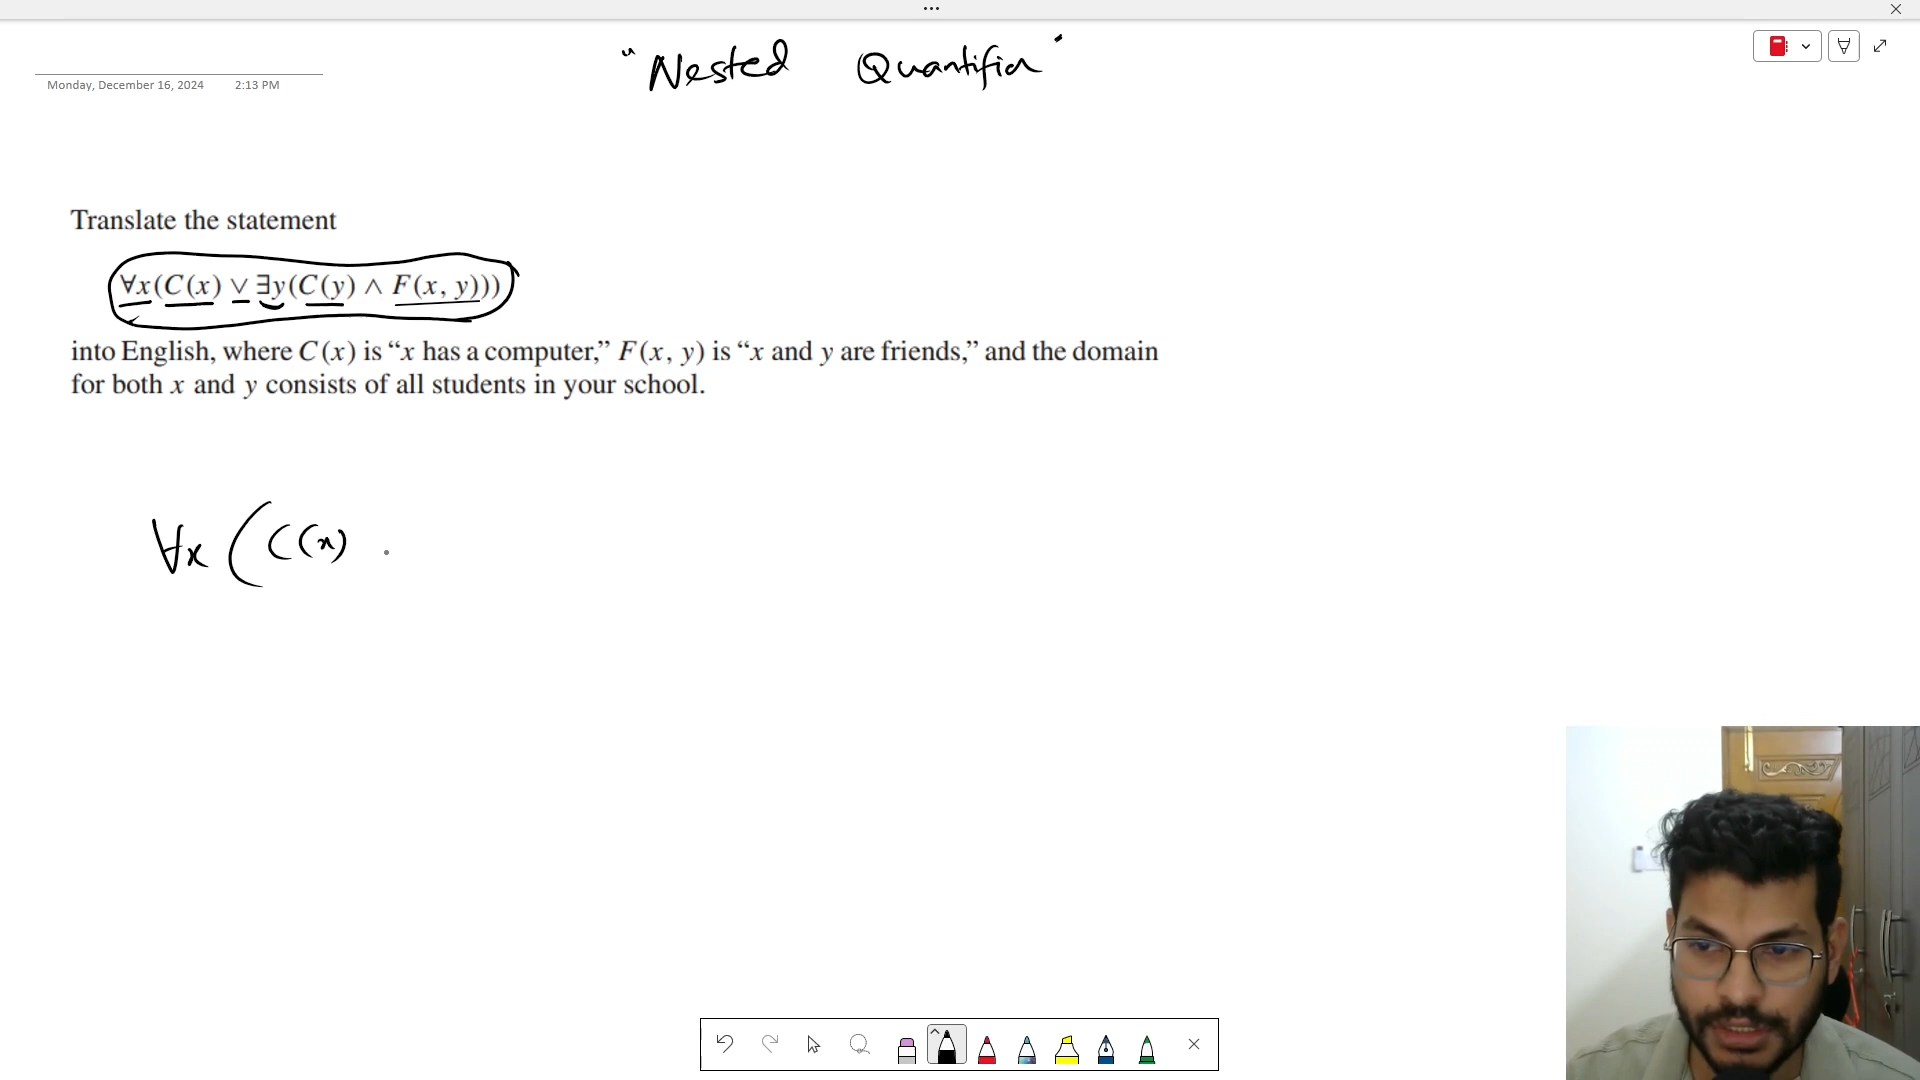 "Nested Quantifier"
Monday, December 16, 2024 2:13 PM
Translate the statement
∀x(C(x) ∨ ∃y(C(y) ∧ F(x, y)))
into English, where C(x) is “x has a computer,” F(x, y) is “x and y are friends,” and the domain
for both x and y consists of all students in your school.
∀x (C(x)